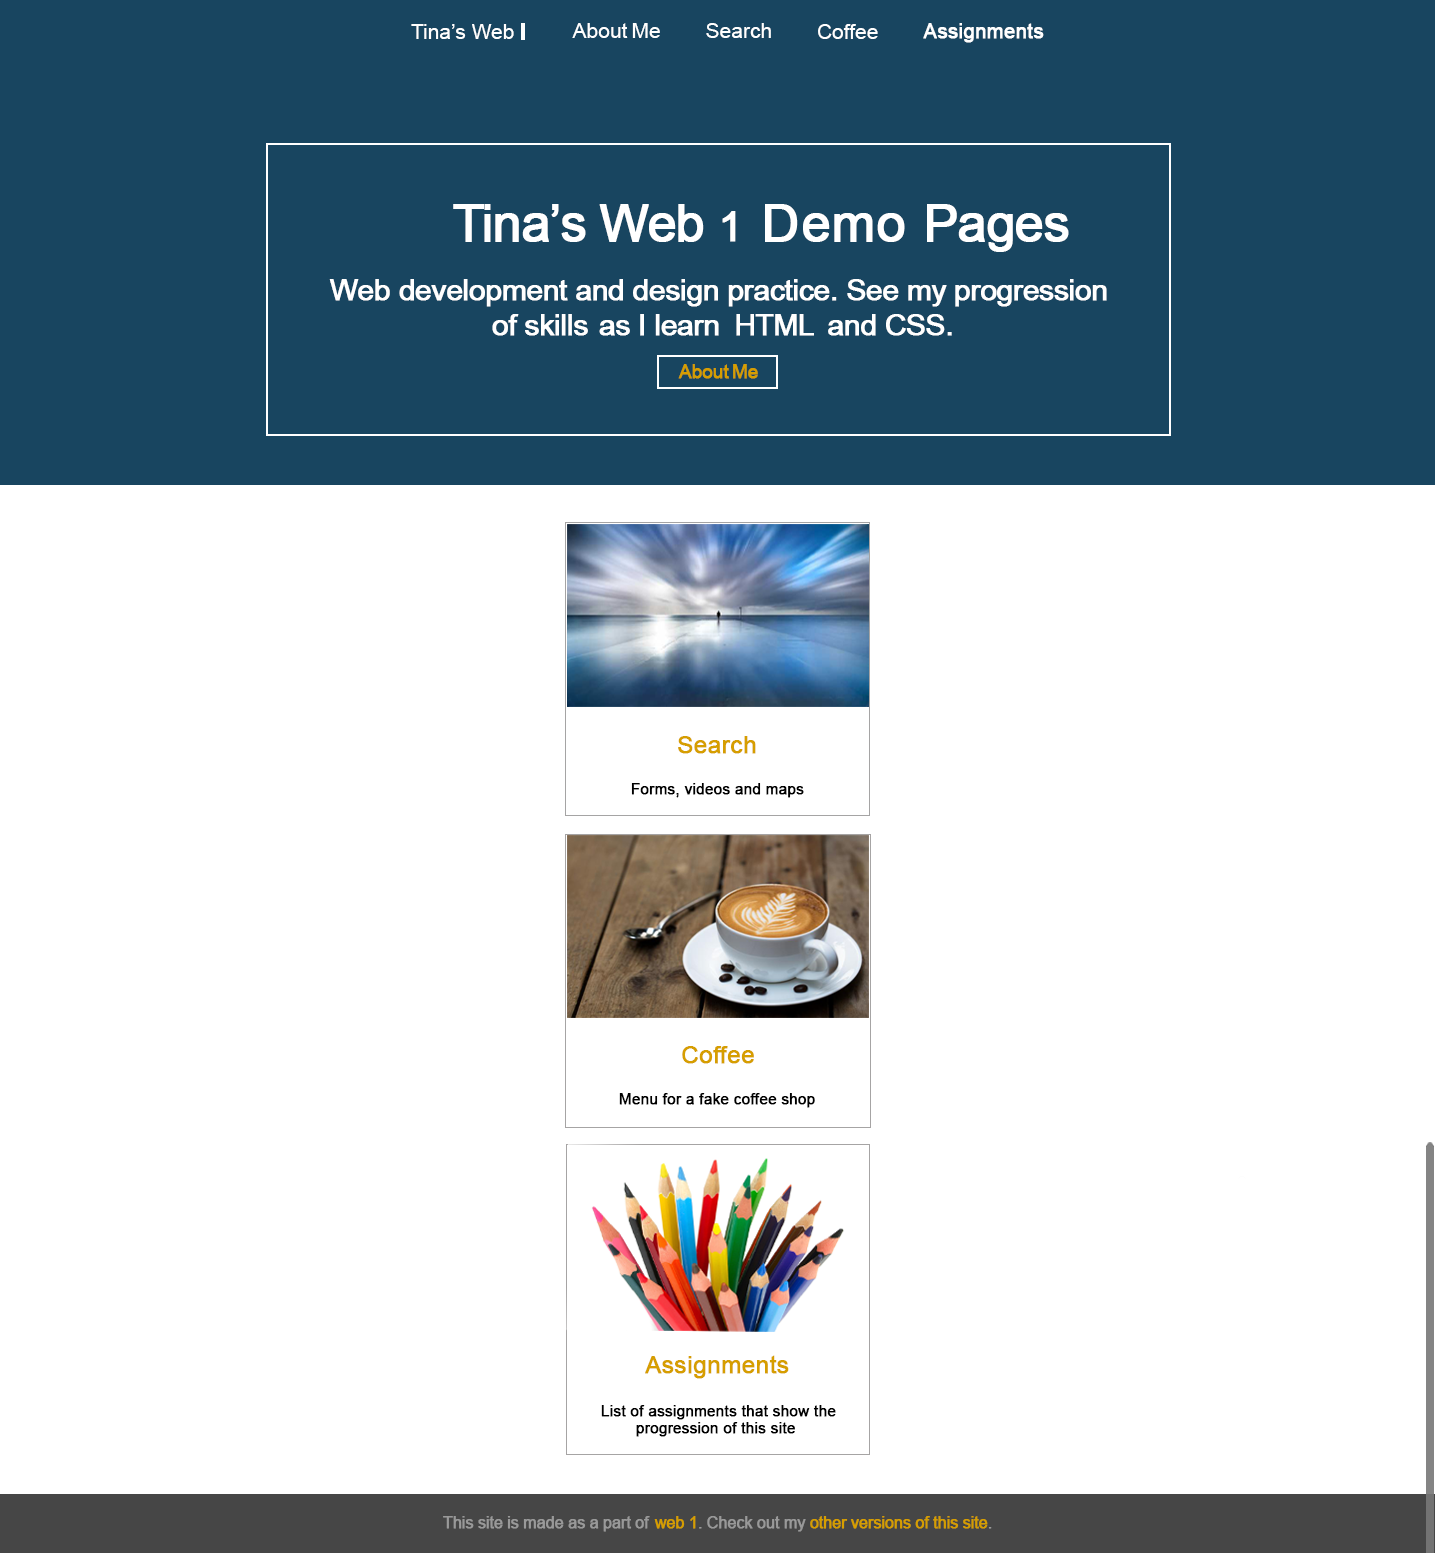 Tina’s Web 1 About Me Search Coffee Assignments
Tina’s Web 1 Demo Pages
Web development and design practice. See my progression
of skills as I learn HTML and CSS.
About Me
Search
Forms, videos and maps
Coffee
Menu for a fake coffee shop
Assignments
List of assignments that show the
progression of this site
This site is made as a part of web 1. Check out my other versions of this site.